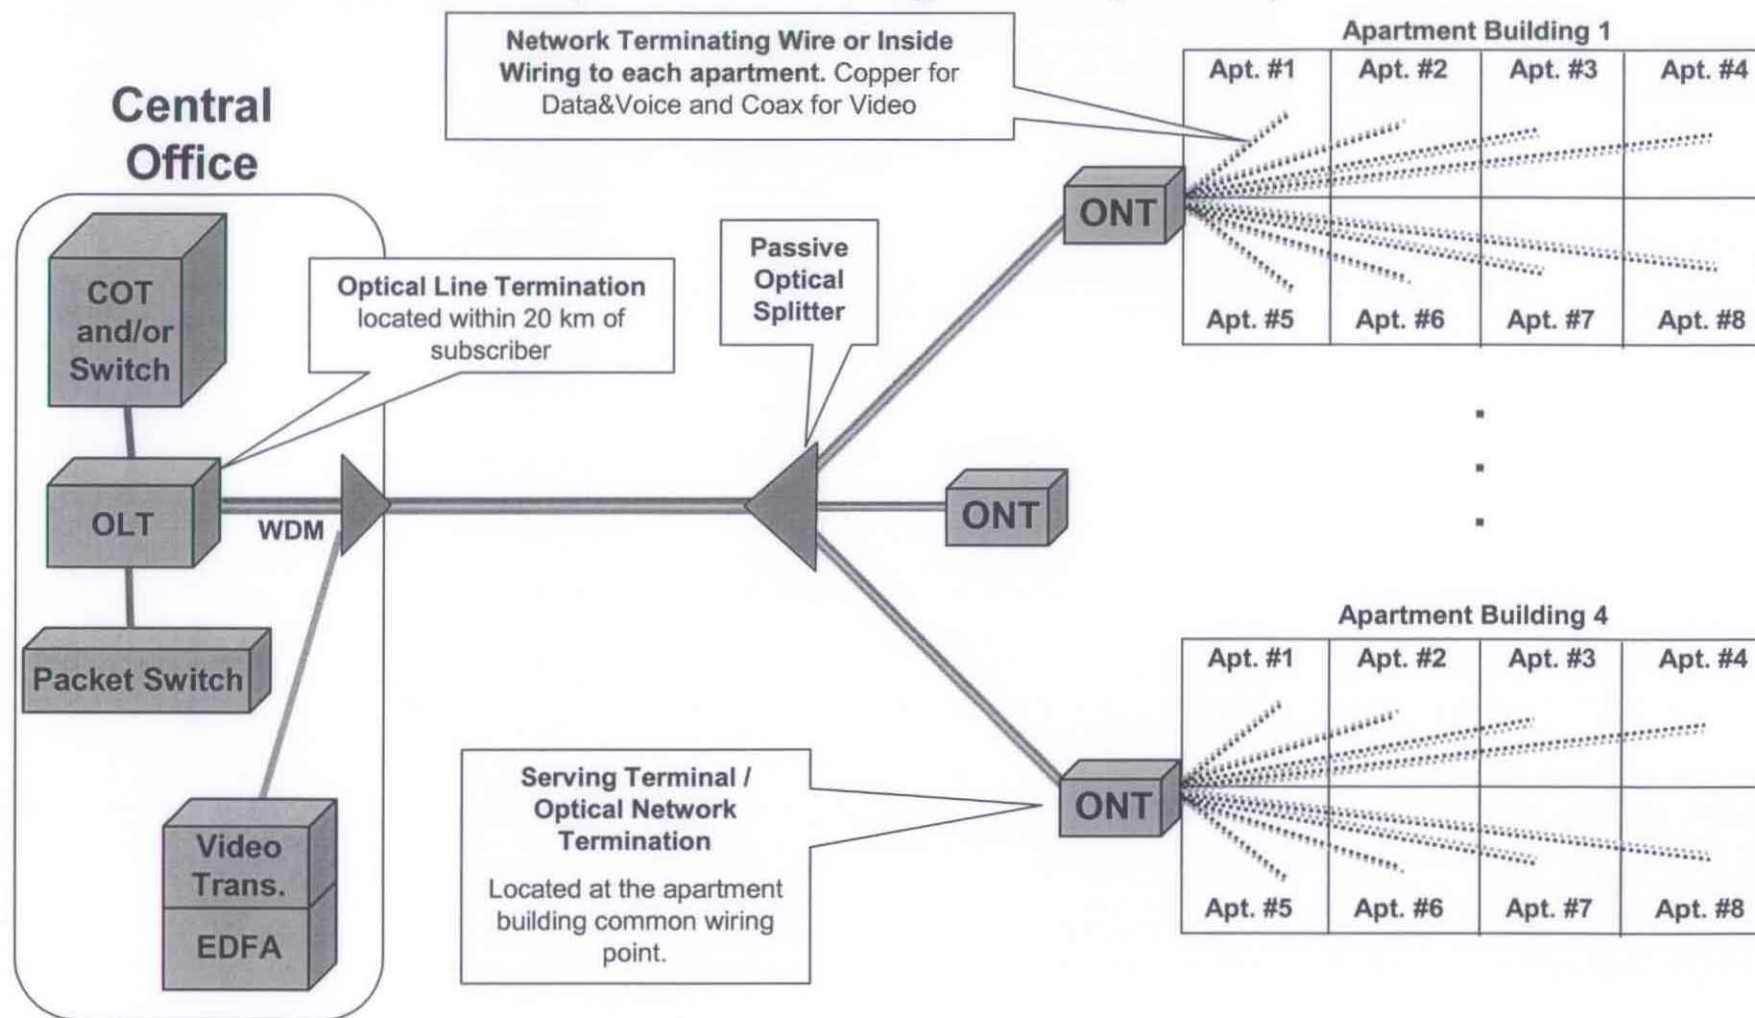 Apartment Building 1
Network Terminating Wire or Inside
Wiring to each apartment. Copper for
Data&Voice and Coax for Video
Apt. #1 Apt. #2 Apt. #3 Apt. #4
Central
Office
ONT
Passive
Optical
Splitter
Optical Line Termination
located within 20 km of
subscriber
COT
and/or
Switch
Apt. #5 Apt. #6 Apt. #7 Apt. #8
OLT
WDM
ONT
Packet Switch
Apartment Building 4
Apt. #1 Apt. #2 Apt. #3 Apt. #4
Serving Terminal /
Optical Network
Termination
Located at the apartment
building common wiring
point.
ONT
Video
Trans.
EDFA
Apt. #5 Apt. #6 Apt. #7 Apt. #8